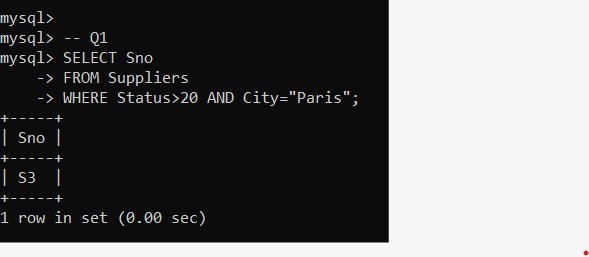 mysql>
mysql> -- Q1
mysql> SELECT Sno
    -> FROM Suppliers
    -> WHERE Status>20 AND City="Paris";
+-----+
| Sno |
+-----+
| S3  |
+-----+
1 row in set (0.00 sec)